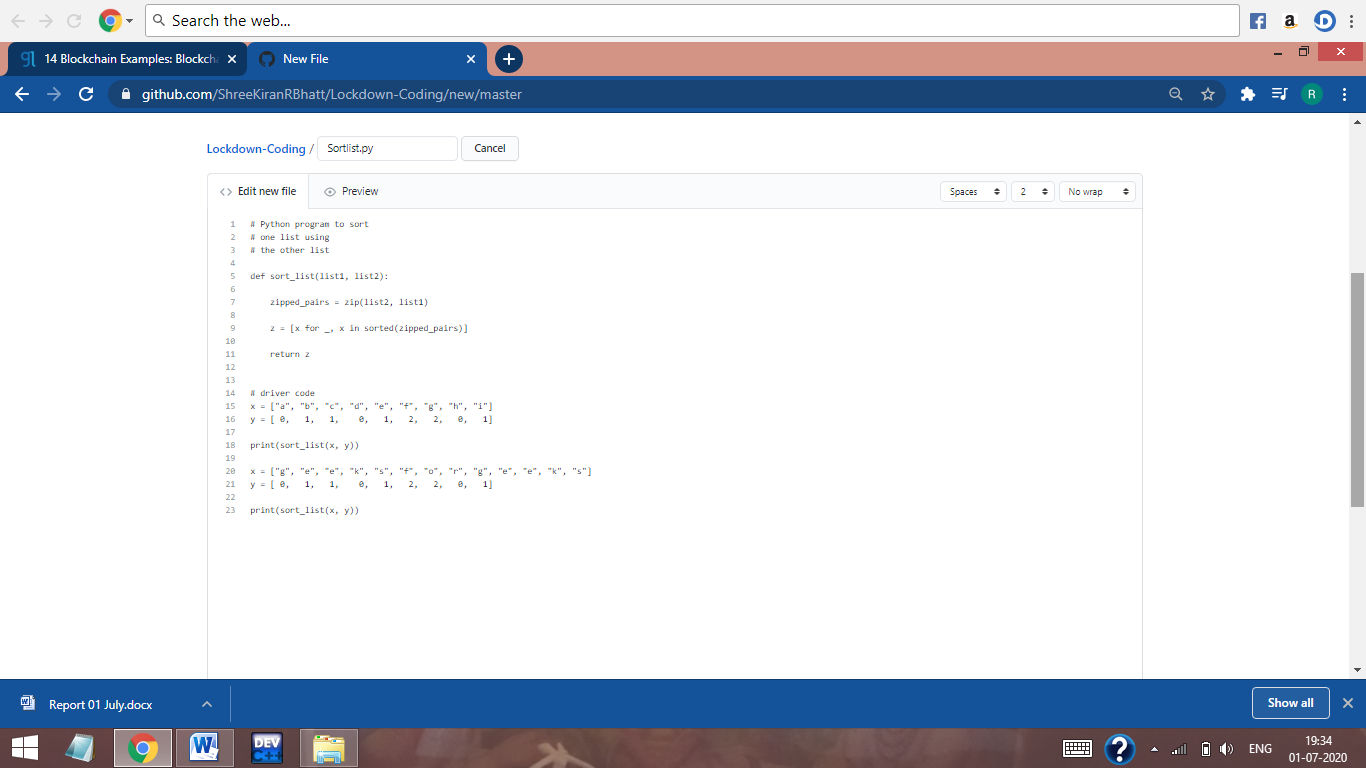 Search the web...
14 Blockchain Examples: Blockch
New File
github.com/ShreeKiranRBhatt/Lockdown-Coding/new/master
R
Lockdown-Coding / Sortlist.py Cancel
<> Edit new file Preview Spaces 2 No wrap
1 # Python program to sort
2 # one list using
3 # the other list
4
5 def sort_list(list1, list2):
6
7 zipped_pairs = zip(list2, list1)
8
9 z = [x for _, x in sorted(zipped_pairs)]
10
11 return z
12
13
14 # driver code
15 x = ["a", "b", "c", "d", "e", "f", "g", "h", "i"]
16 y = [ 0, 1, 1, 0, 1, 2, 2, 0, 1]
17
18 print(sort_list(x, y))
19
20 x = ["g", "e", "e", "k", "s", "f", "o", "r", "g", "e", "e", "k", "s"]
21 y = [ 0, 1, 1, 0, 1, 2, 2, 0, 1]
22
23 print(sort_list(x, y))
Report 01 July.docx Show all
DEV C++ ENG 19:34
01-07-2020